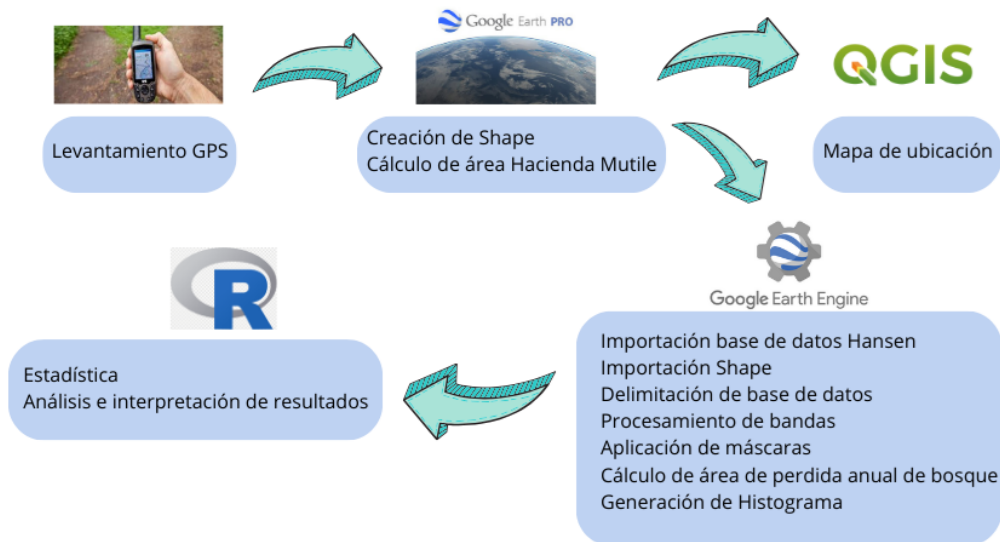 Google Earth PRO
QGIS
Levantamiento GPS
Creación de Shape
Cálculo de área Hacienda Mutile
Mapa de ubicación
Google Earth Engine
Importación base de datos Hansen
Importación Shape
Delimitación de base de datos
Procesamiento de bandas
Aplicación de máscaras
Cálculo de área de perdida anual de bosque
Generación de Histograma
R
Estadística
Análisis e interpretación de resultados